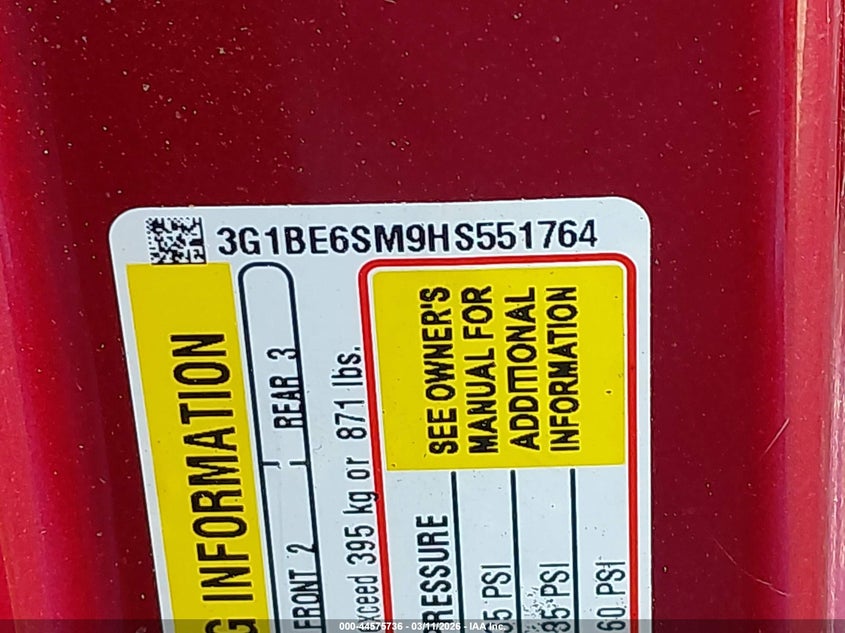 3G1BE6SM9HS551764
INFORMATION
FRONT 2
REAR 3
395 kg or 871 lbs.
SEE OWNER'S
MANUAL FOR
ADDITIONAL
INFORMATION
PSI
PSI
60 PSI
000-44575736 - 03/11/2026 - IAA Inc.